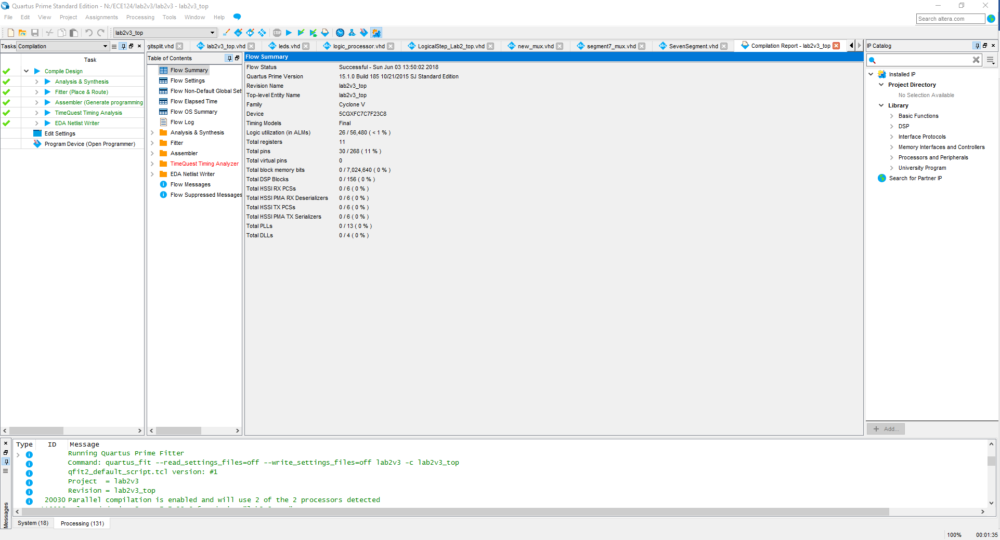 Quartus Prime Standard Edition - N:/ECE124/lab2v3/lab2v3 - lab2v3_top
File Edit View Project Assignments Processing Tools Window Help
Search altera.com
lab2v3_top
STOP
Tasks Compilation
Task
Compile Design
Analysis & Synthesis
Fitter (Place & Route)
Assembler (Generate programming
TimeQuest Timing Analysis
EDA Netlist Writer
Edit Settings
Program Device (Open Programmer)
gitsplit.vhd
lab2v3_top.vhd
leds.vhd
logic_processor.vhd
LogicalStep_Lab2_top.vhd
new_mux.vhd
segment7_mux.vhd
SevenSegment.vhd
Compilation Report - lab2v3_top
Table of Contents
Flow Summary
Flow Settings
Flow Non-Default Global Set
Flow Elapsed Time
Flow OS Summary
Flow Log
Analysis & Synthesis
Fitter
Assembler
TimeQuest Timing Analyzer
EDA Netlist Writer
Flow Messages
Flow Suppressed Messages
Flow Summary
Flow Status Successful - Sun Jun 03 13:50:02 2018
Quartus Prime Version 15.1.0 Build 185 10/21/2015 SJ Standard Edition
Revision Name lab2v3_top
Top-level Entity Name lab2v3_top
Family Cyclone V
Device 5CGXFC7C7F23C8
Timing Models Final
Logic utilization (in ALMs) 26 / 56,480 ( < 1 % )
Total registers 11
Total pins 30 / 268 ( 11 % )
Total virtual pins 0
Total block memory bits 0 / 7,024,640 ( 0 % )
Total DSP Blocks 0 / 156 ( 0 % )
Total HSSI RX PCSs 0 / 6 ( 0 % )
Total HSSI PMA RX Deserializers 0 / 6 ( 0 % )
Total HSSI TX PCSs 0 / 6 ( 0 % )
Total HSSI PMA TX Serializers 0 / 6 ( 0 % )
Total PLLs 0 / 13 ( 0 % )
Total DLLs 0 / 4 ( 0 % )
IP Catalog
Installed IP
Project Directory
No Selection Available
Library
Basic Functions
DSP
Interface Protocols
Memory Interfaces and Controllers
Processors and Peripherals
University Program
Search for Partner IP
Add...
Type ID Message
Running Quartus Prime Fitter
Command: quartus_fit --read_settings_files=off --write_settings_files=off lab2v3 -c lab2v3_top
qfit2_default_script.tcl version: #1
Project = lab2v3
Revision = lab2v3_top
20030 Parallel compilation is enabled and will use 2 of the 2 processors detected
Messages
System (18) Processing (131)
100% 00:01:35